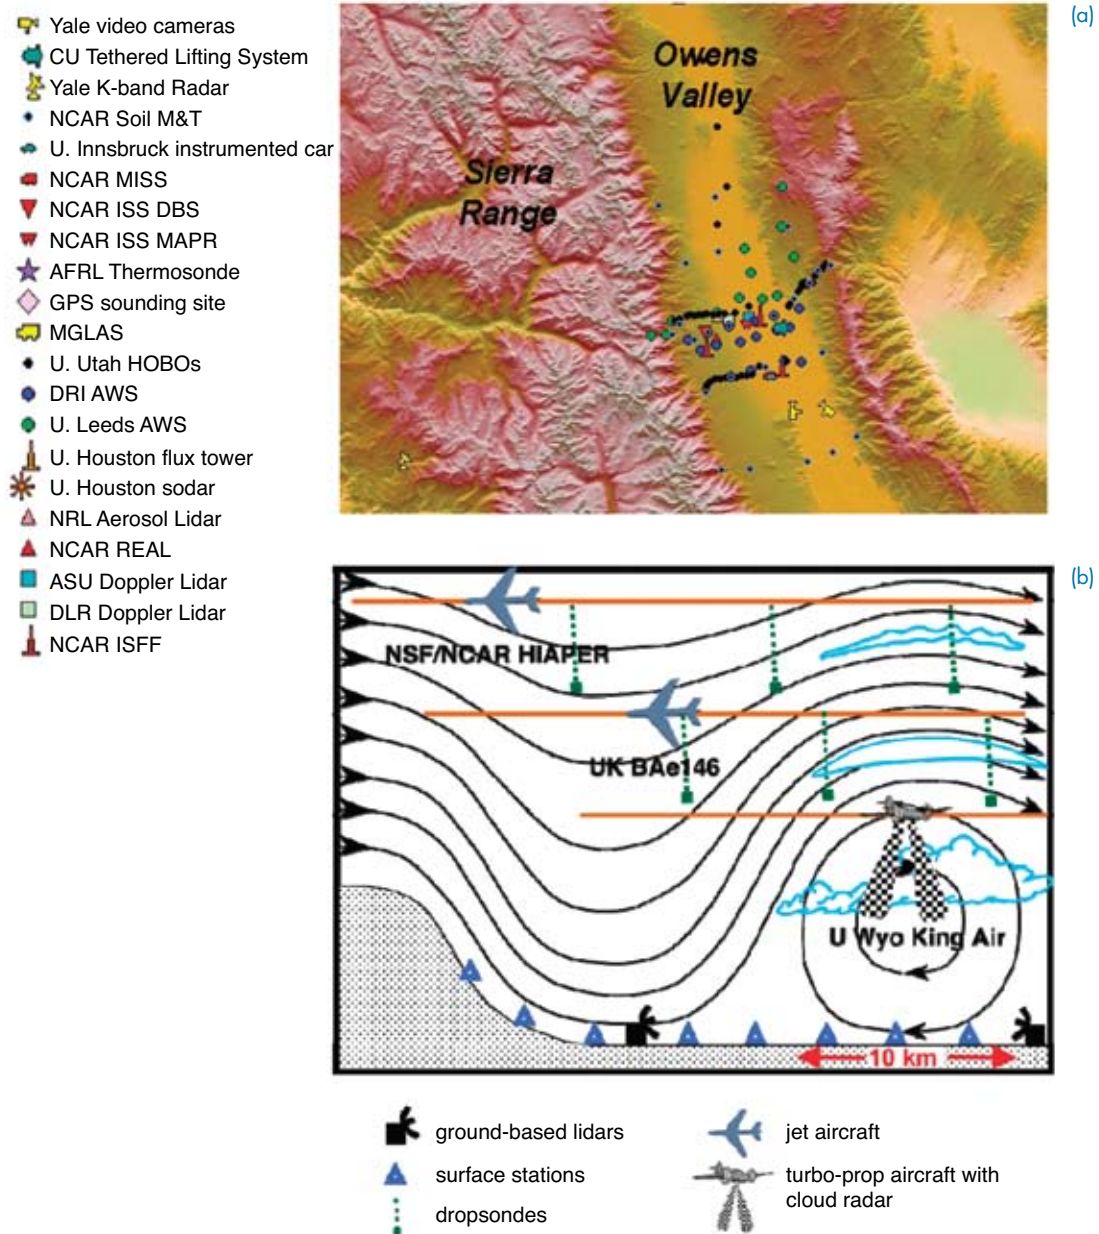 Yale video cameras
CU Tethered Lifting System
Yale K-band Radar
NCAR Soil M&T
U. Innsbruck instrumented car
NCAR MISS
NCAR ISS DBS
NCAR ISS MAPR
AFRL Thermosonde
GPS sounding site
MGLAS
U. Utah HOBOs
DRI AWS
U. Leeds AWS
U. Houston flux tower
U. Houston sodar
NRL Aerosol Lidar
NCAR REAL
ASU Doppler Lidar
DLR Doppler Lidar
NCAR ISFF
(a)
Owens
Valley
Sierra
Range
(b)
NSF/NCAR HIAPER
UK BAe146
U Wyo King Air
10 km
ground-based lidars
surface stations
dropsondes
jet aircraft
turbo-prop aircraft with
cloud radar